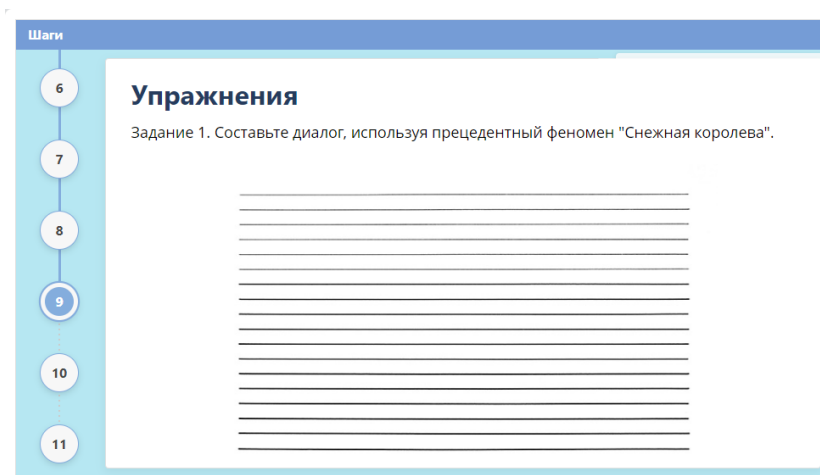 Шаги
6
Упражнения
Задание 1. Составьте диалог, используя прецедентный феномен "Снежная королева".
7
8
9
10
11